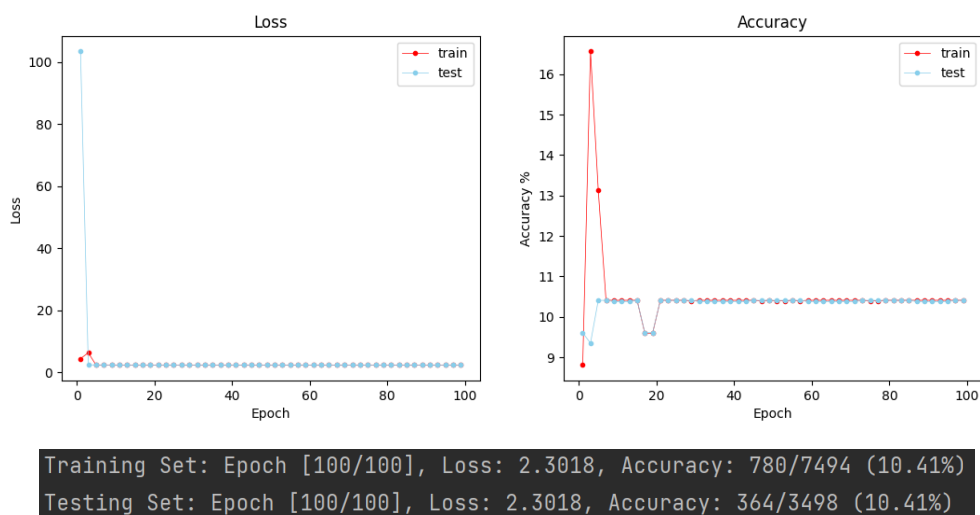 Loss
train
test
100
80
60
40
20
0
Loss
0 20 40 60 80 100
Epoch
Accuracy
train
test
16
15
14
13
12
11
10
9
Accuracy %
0 20 40 60 80 100
Epoch
Training Set: Epoch [100/100], Loss: 2.3018, Accuracy: 780/7494 (10.41%)
Testing Set: Epoch [100/100], Loss: 2.3018, Accuracy: 364/3498 (10.41%)